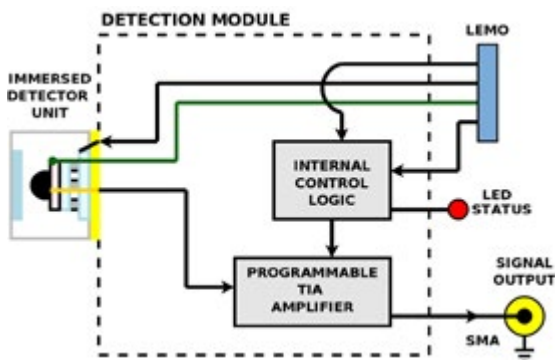 DETECTION MODULE
LEMO
IMMERSED
DETECTOR
UNIT
INTERNAL
CONTROL
LOGIC
LED
STATUS
PROGRAMMABLE
TIA
AMPLIFIER
SIGNAL
OUTPUT
SMA